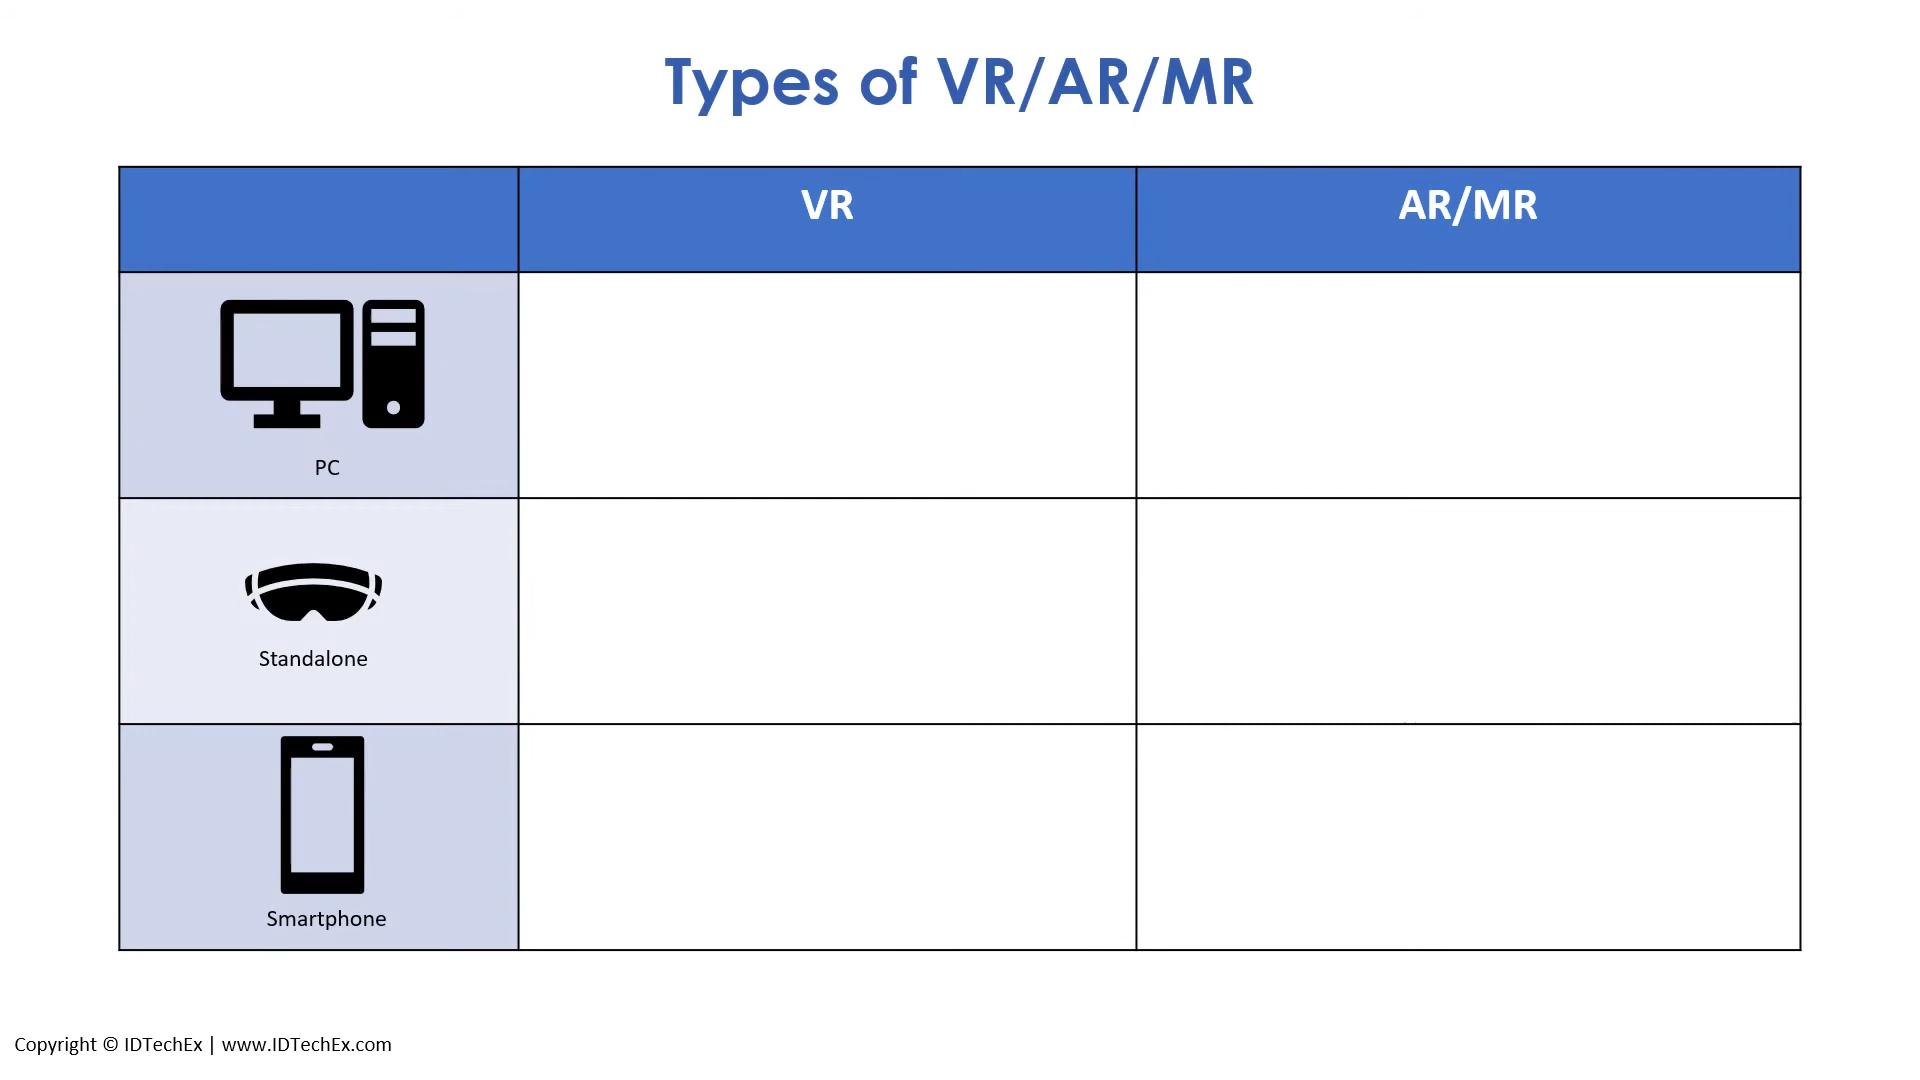 Types of VR/AR/MR
VR
AR/MR
PC
Standalone
Smartphone
Copyright © IDTechEx | www.IDTechEx.com